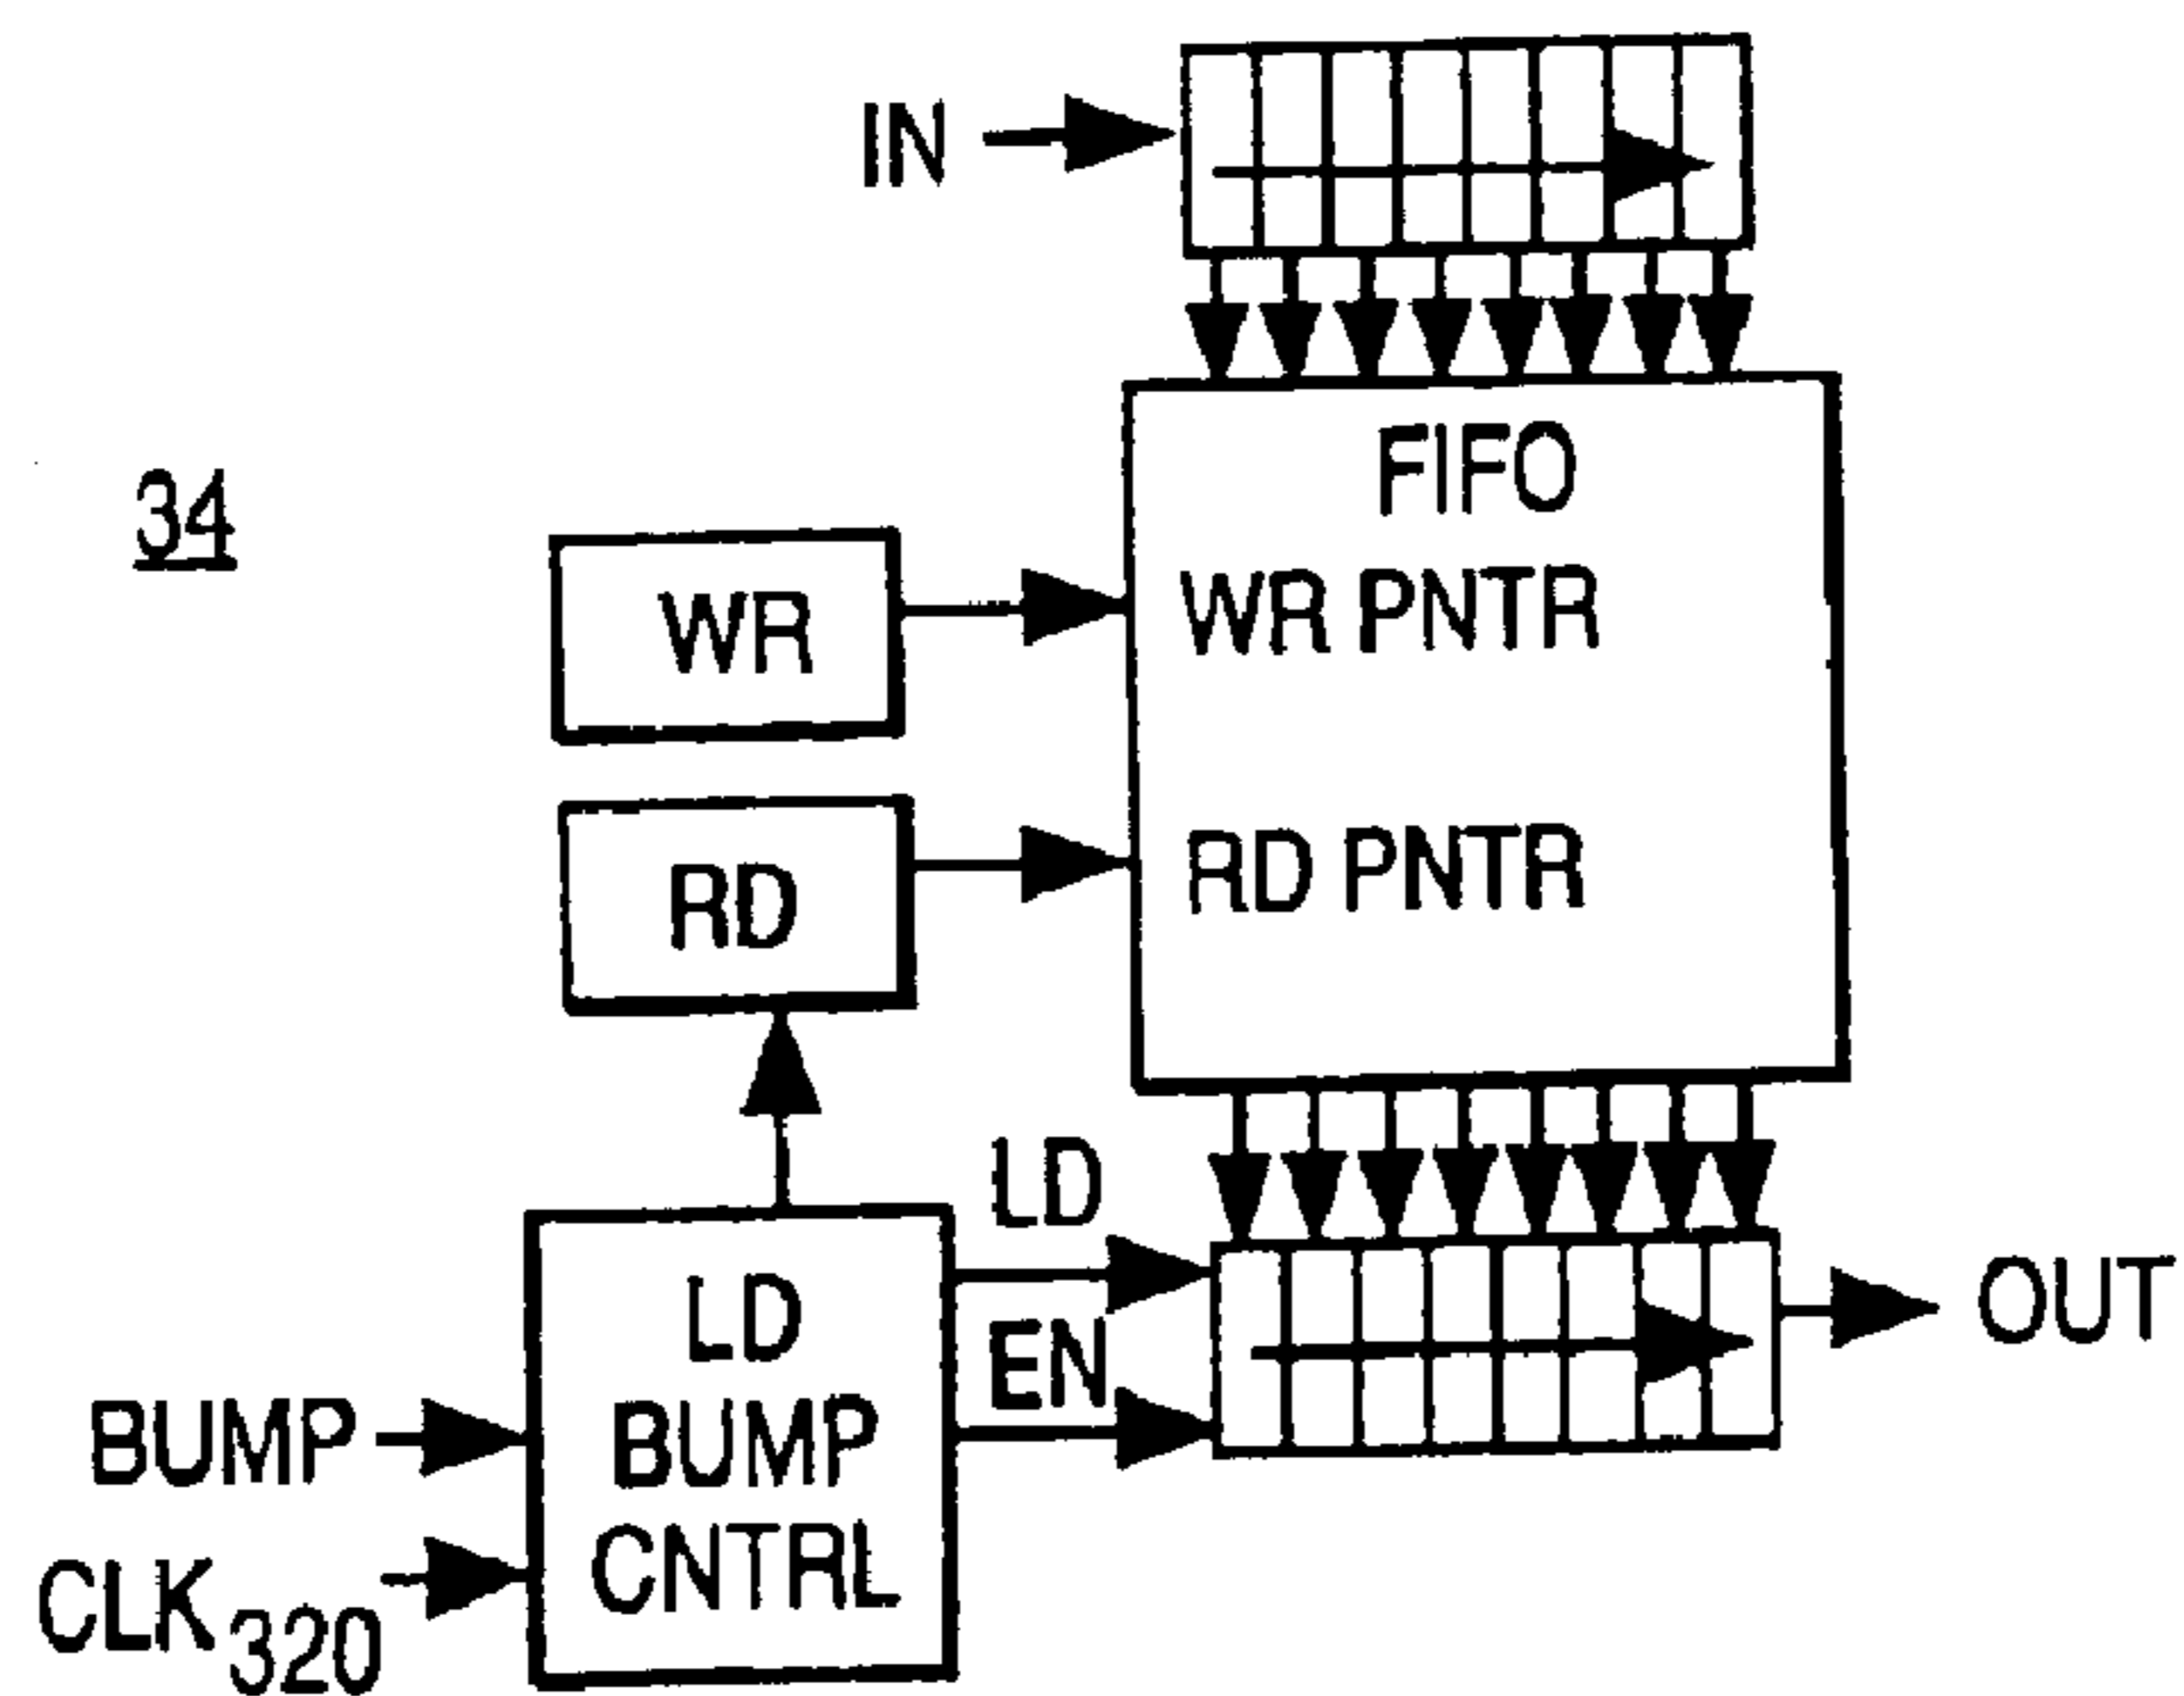 IN
34
FIFO
WR
WR PNTR
RD
RD PNTR
LD
LD
BUMP
CNTRL
EN
OUT
BUMP
CLK320